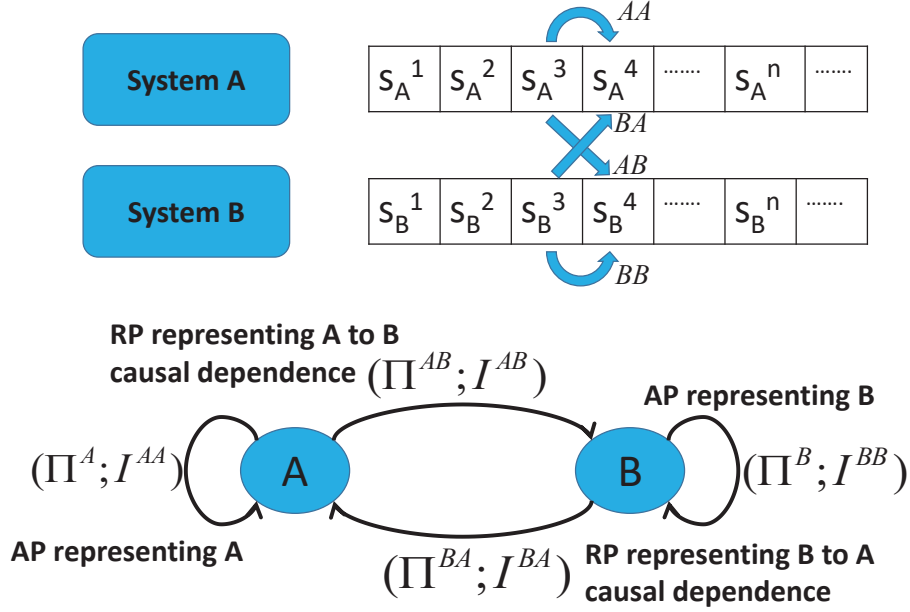 AA
System A
S_A^1 S_A^2 S_A^3 S_A^4 ....... S_A^n .......
BA
AB
System B
S_B^1 S_B^2 S_B^3 S_B^4 ....... S_B^n .......
BB
RP representing A to B
causal dependence (Π^{AB}; I^{AB})
AP representing B
(Π^A; I^{AA}) A B (Π^B; I^{BB})
AP representing A
(Π^{BA}; I^{BA}) RP representing B to A
causal dependence